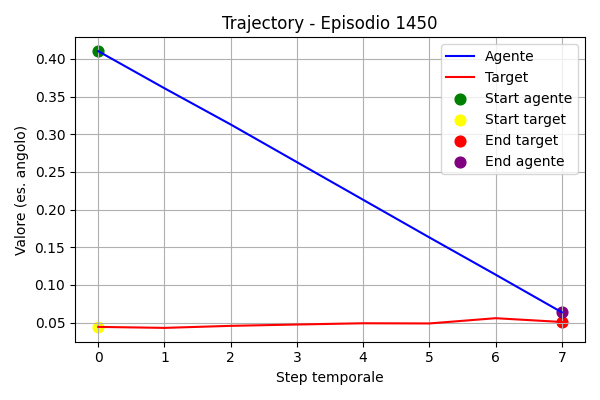 Trajectory - Episodio 1450
Agente
Target
Start agente
Start target
End target
End agente
Valore (es. angolo)
0.40
0.35
0.30
0.25
0.20
0.15
0.10
0.05
0 1 2 3 4 5 6 7
Step temporale